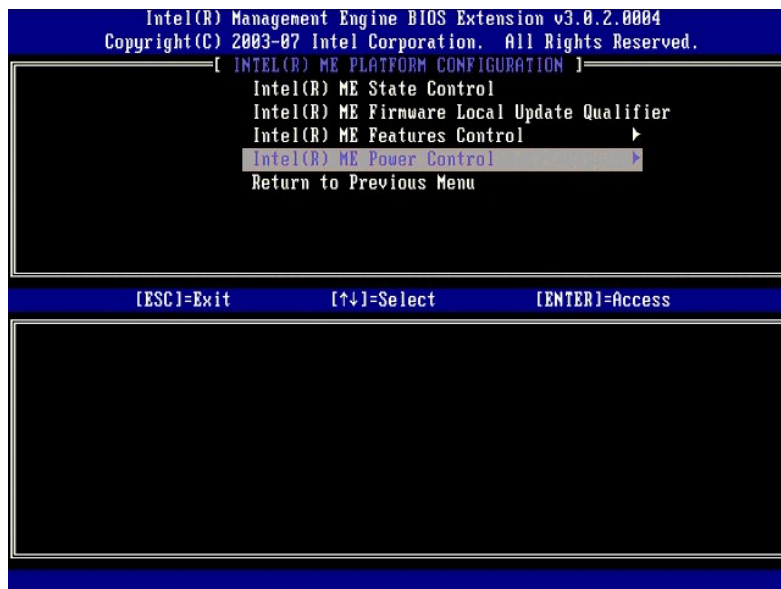 Intel(R) Management Engine BIOS Extension v3.0.2.0004
Copyright(C) 2003-07 Intel Corporation. All Rights Reserved.
[ INTEL(R) ME PLATFORM CONFIGURATION ]
Intel(R) ME State Control
Intel(R) ME Firmware Local Update Qualifier
Intel(R) ME Features Control ►
Intel(R) ME Power Control ►
Return to Previous Menu
[ESC]=Exit [↑↓]=Select [ENTER]=Access